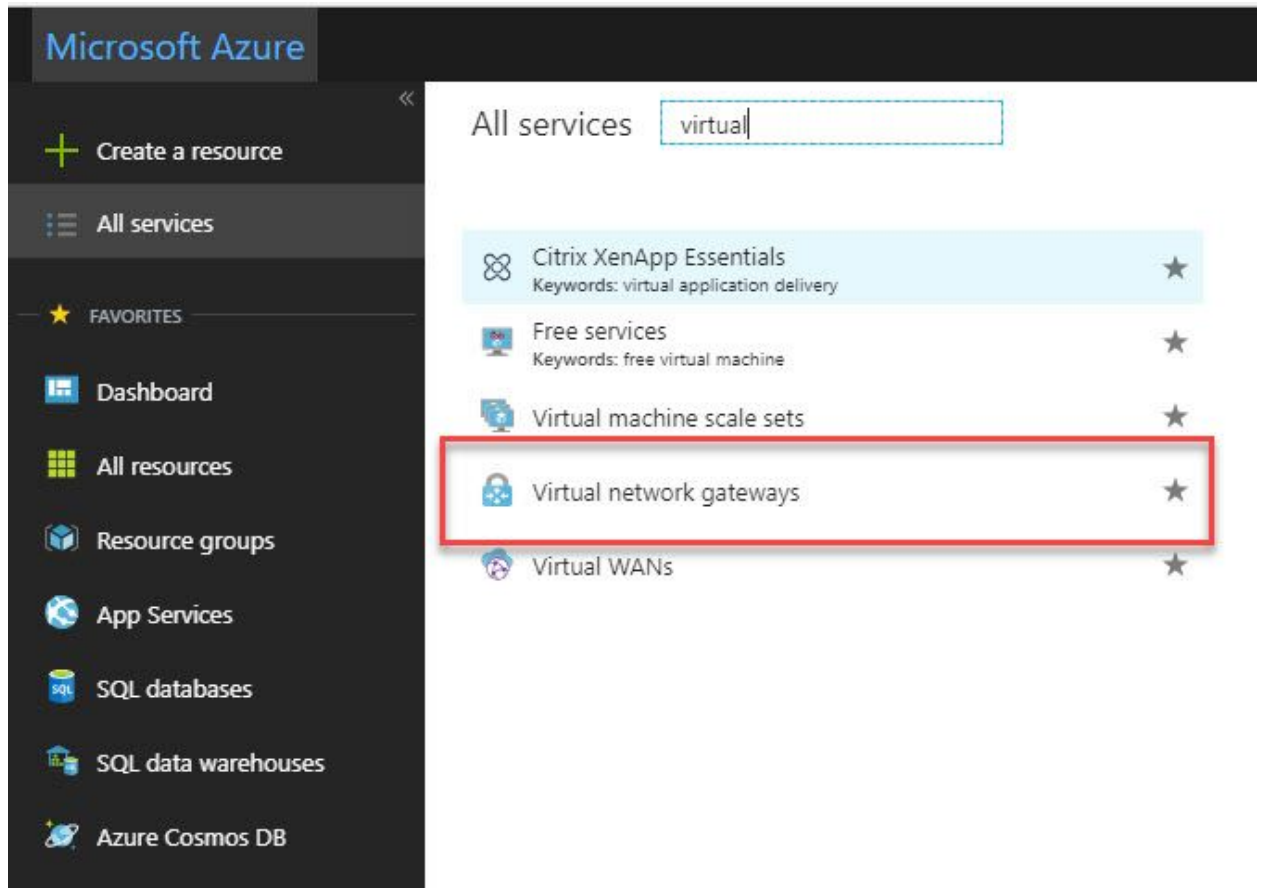 Microsoft Azure
«
Create a resource
All services
FAVORITES
Dashboard
All resources
Resource groups
App Services
SQL databases
SQL data warehouses
Azure Cosmos DB
All services virtual
Citrix XenApp Essentials
Keywords: virtual application delivery
Free services
Keywords: free virtual machine
Virtual machine scale sets
Virtual network gateways
Virtual WANs